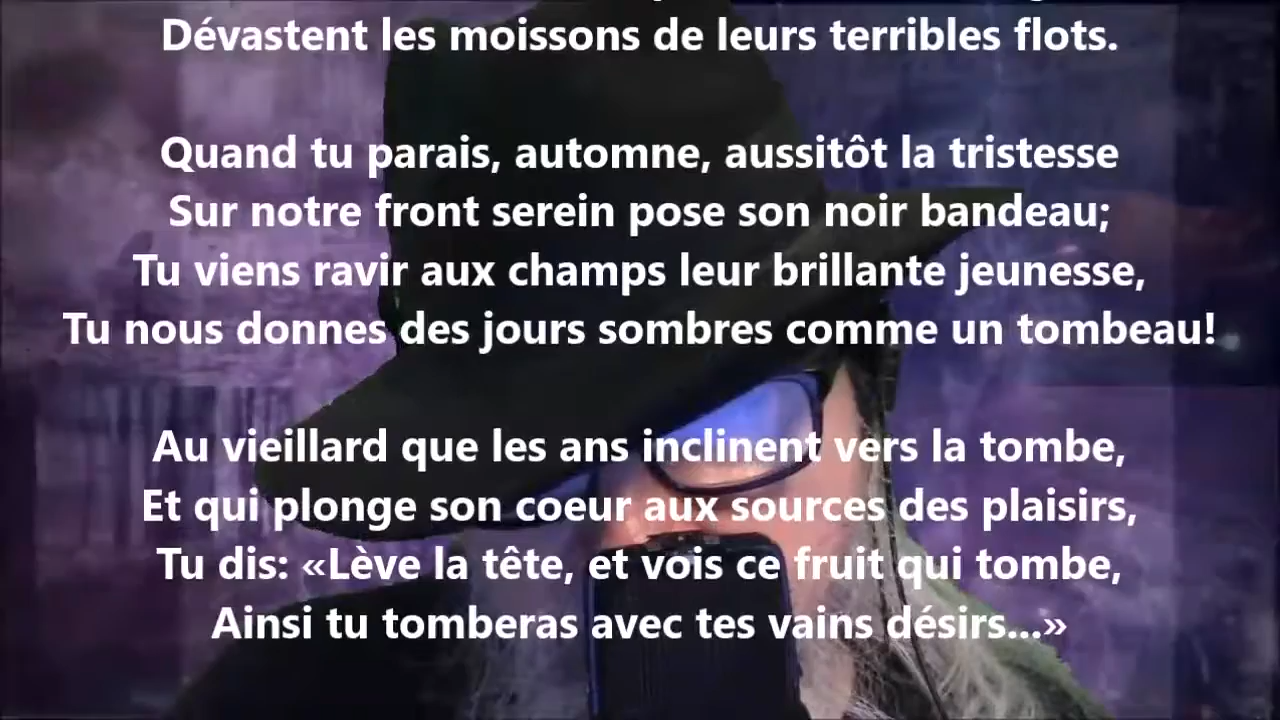 Dévastent les moissons de leurs terribles flots.
Quand tu parais, automne, aussitôt la tristesse
Sur notre front serein pose son noir bandeau;
Tu viens ravir aux champs leur brillante jeunesse,
Tu nous donnes des jours sombres comme un tombeau!
Au vieillard que les ans inclinent vers la tombe,
Et qui plonge son coeur aux sources des plaisirs,
Tu dis: «Lève la tête, et vois ce fruit qui tombe,
Ainsi tu tomberas avec tes vains désirs...»